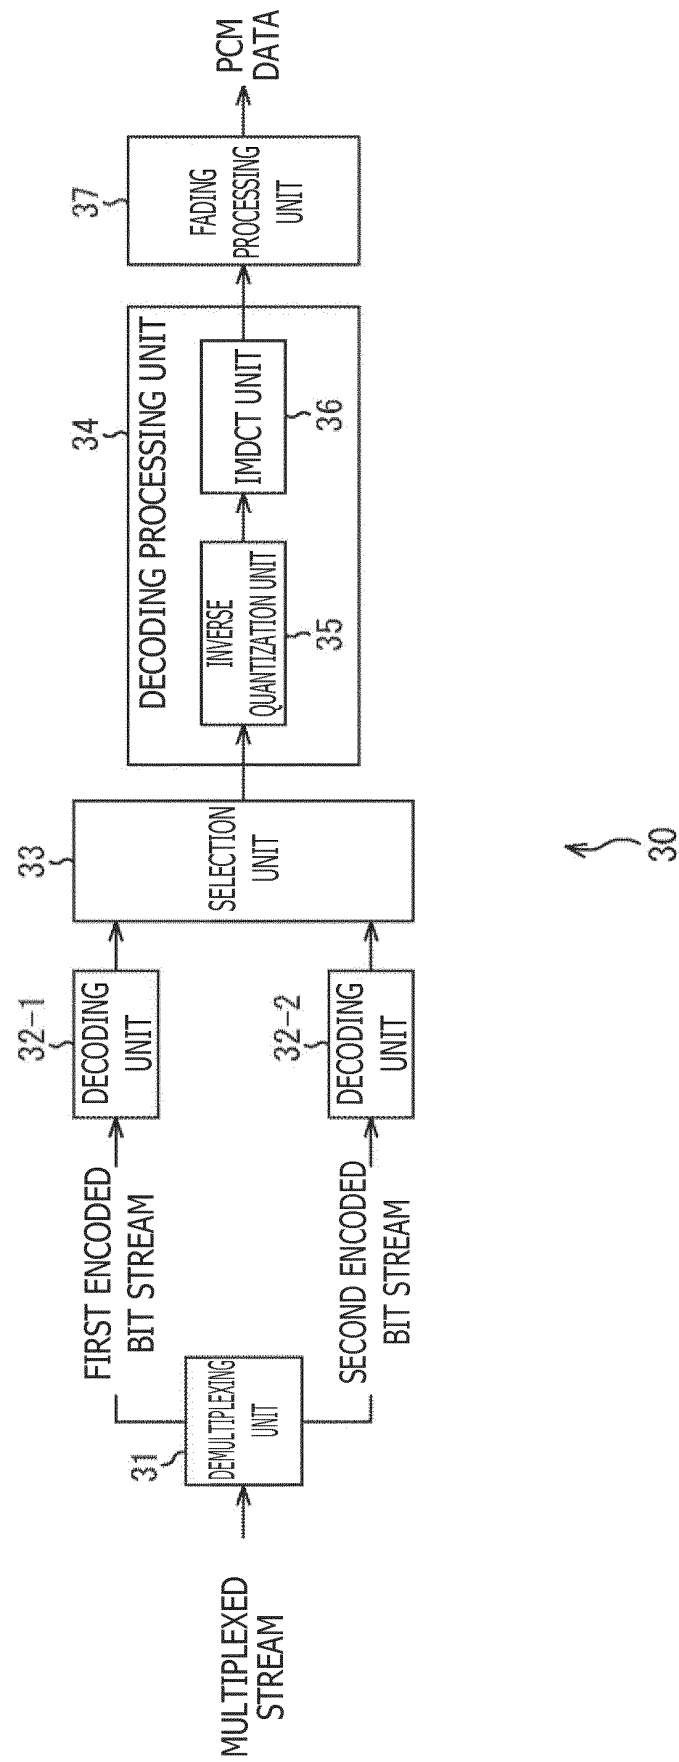 MULTIPLEXED
STREAM
31
DEMULTIPLEXING
UNIT
FIRST ENCODED
BIT STREAM
SECOND ENCODED
BIT STREAM
32-1
DECODING
UNIT
32-2
DECODING
UNIT
33
SELECTION
UNIT
34
DECODING PROCESSING UNIT
INVERSE
QUANTIZATION UNIT
35
IMDCT UNIT
36
37
FADING
PROCESSING
UNIT
PCM
DATA
30